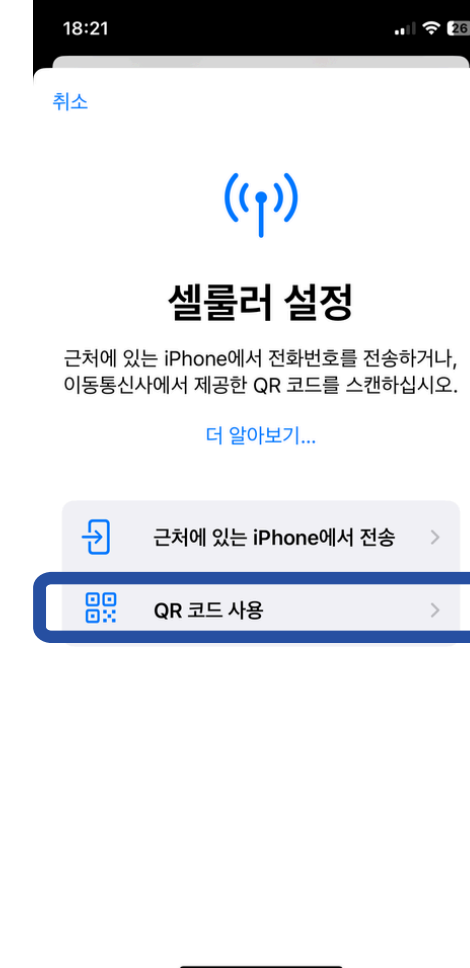 18:21
26
취소
셀룰러 설정
근처에 있는 iPhone에서 전화번호를 전송하거나,
이동통신사에서 제공한 QR 코드를 스캔하십시오.
더 알아보기...
근처에 있는 iPhone에서 전송
QR 코드 사용